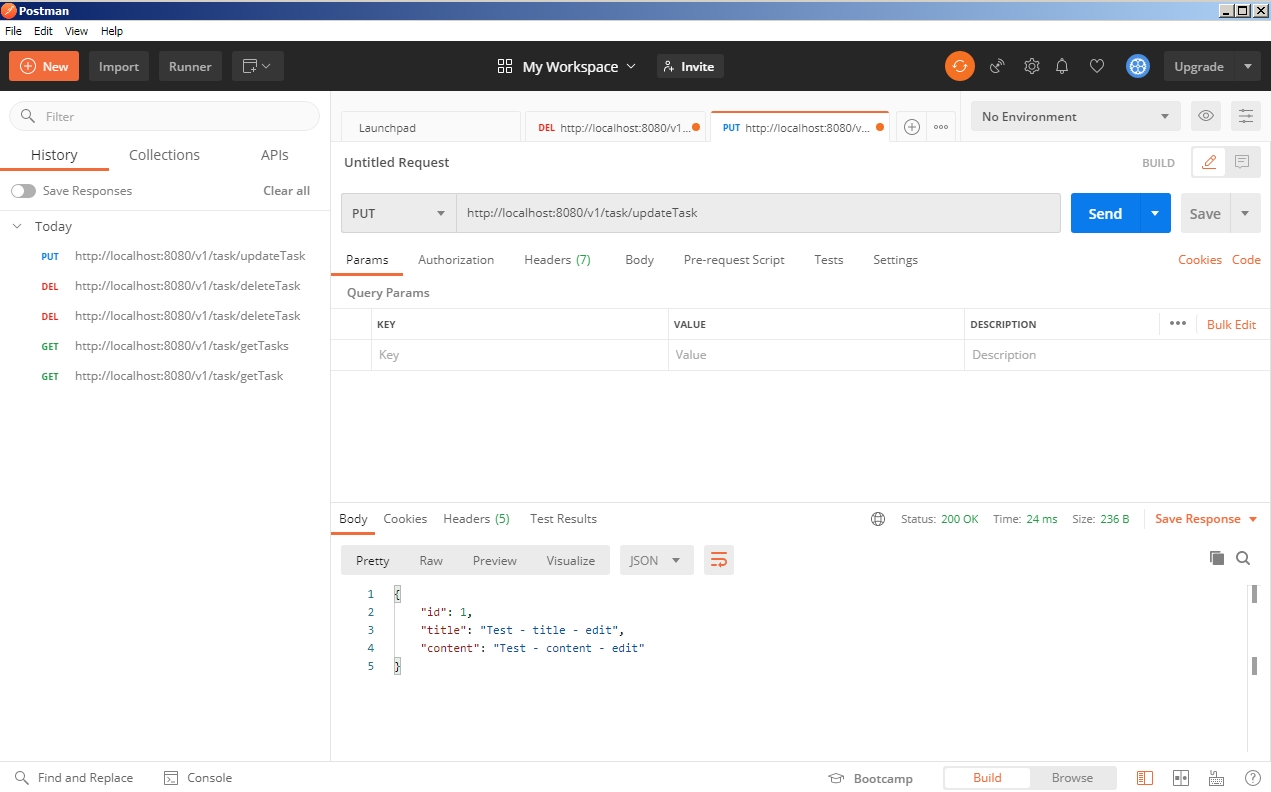 Postman
File Edit View Help
New Import Runner My Workspace Invite Upgrade
Filter
History Collections APIs
Save Responses Clear all
Today
PUT http://localhost:8080/v1/task/updateTask
DEL http://localhost:8080/v1/task/deleteTask
DEL http://localhost:8080/v1/task/deleteTask
GET http://localhost:8080/v1/task/getTasks
GET http://localhost:8080/v1/task/getTask
Launchpad DEL http://localhost:8080/v1... PUT http://localhost:8080/v... No Environment
Untitled Request BUILD
PUT http://localhost:8080/v1/task/updateTask Send Save
Params Authorization Headers (7) Body Pre-request Script Tests Settings Cookies Code
Query Params
KEY VALUE DESCRIPTION Bulk Edit
Key Value Description
Body Cookies Headers (5) Test Results Status: 200 OK Time: 24 ms Size: 236 B Save Response
Pretty Raw Preview Visualize JSON
1 {
2 "id": 1,
3 "title": "Test - title - edit",
4 "content": "Test - content - edit"
5 }
Find and Replace Console Bootcamp Build Browse